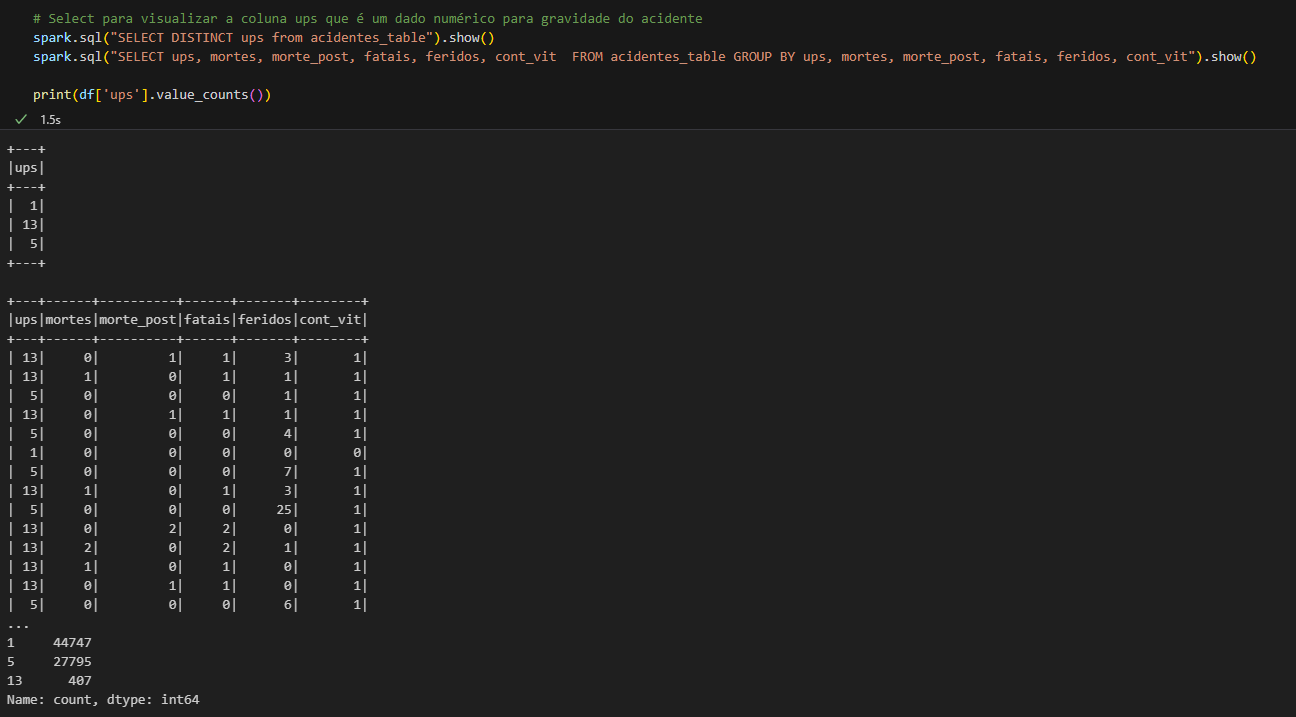 # Select para visualizar a coluna ups que é um dado numérico para gravidade do acidente
spark.sql("SELECT DISTINCT ups from acidentes_table").show()
spark.sql("SELECT ups, mortes, morte_post, fatais, feridos, cont_vit  FROM acidentes_table GROUP BY ups, mortes, morte_post, fatais, feridos, cont_vit").show()
print(df['ups'].value_counts())
✓ 1.5s
+---+
|ups|
+---+
|  1|
| 13|
|  5|
+---+
+---+------+----------+------+-------+--------+
|ups|mortes|morte_post|fatais|feridos|cont_vit|
+---+------+----------+------+-------+--------+
| 13|     0|         1|     1|      3|       1|
| 13|     1|         0|     1|      1|       1|
|  5|     0|         0|     0|      1|       1|
| 13|     0|         1|     1|      1|       1|
|  5|     0|         0|     0|      4|       1|
|  1|     0|         0|     0|      0|       0|
|  5|     0|         0|     0|      7|       1|
| 13|     1|         0|     1|      3|       1|
|  5|     0|         0|     0|     25|       1|
| 13|     0|         2|     2|      0|       1|
| 13|     2|         0|     2|      1|       1|
| 13|     1|         0|     1|      0|       1|
| 13|     0|         1|     1|      0|       1|
|  5|     0|         0|     0|      6|       1|
...
1     44747
5     27795
13      407
Name: count, dtype: int64